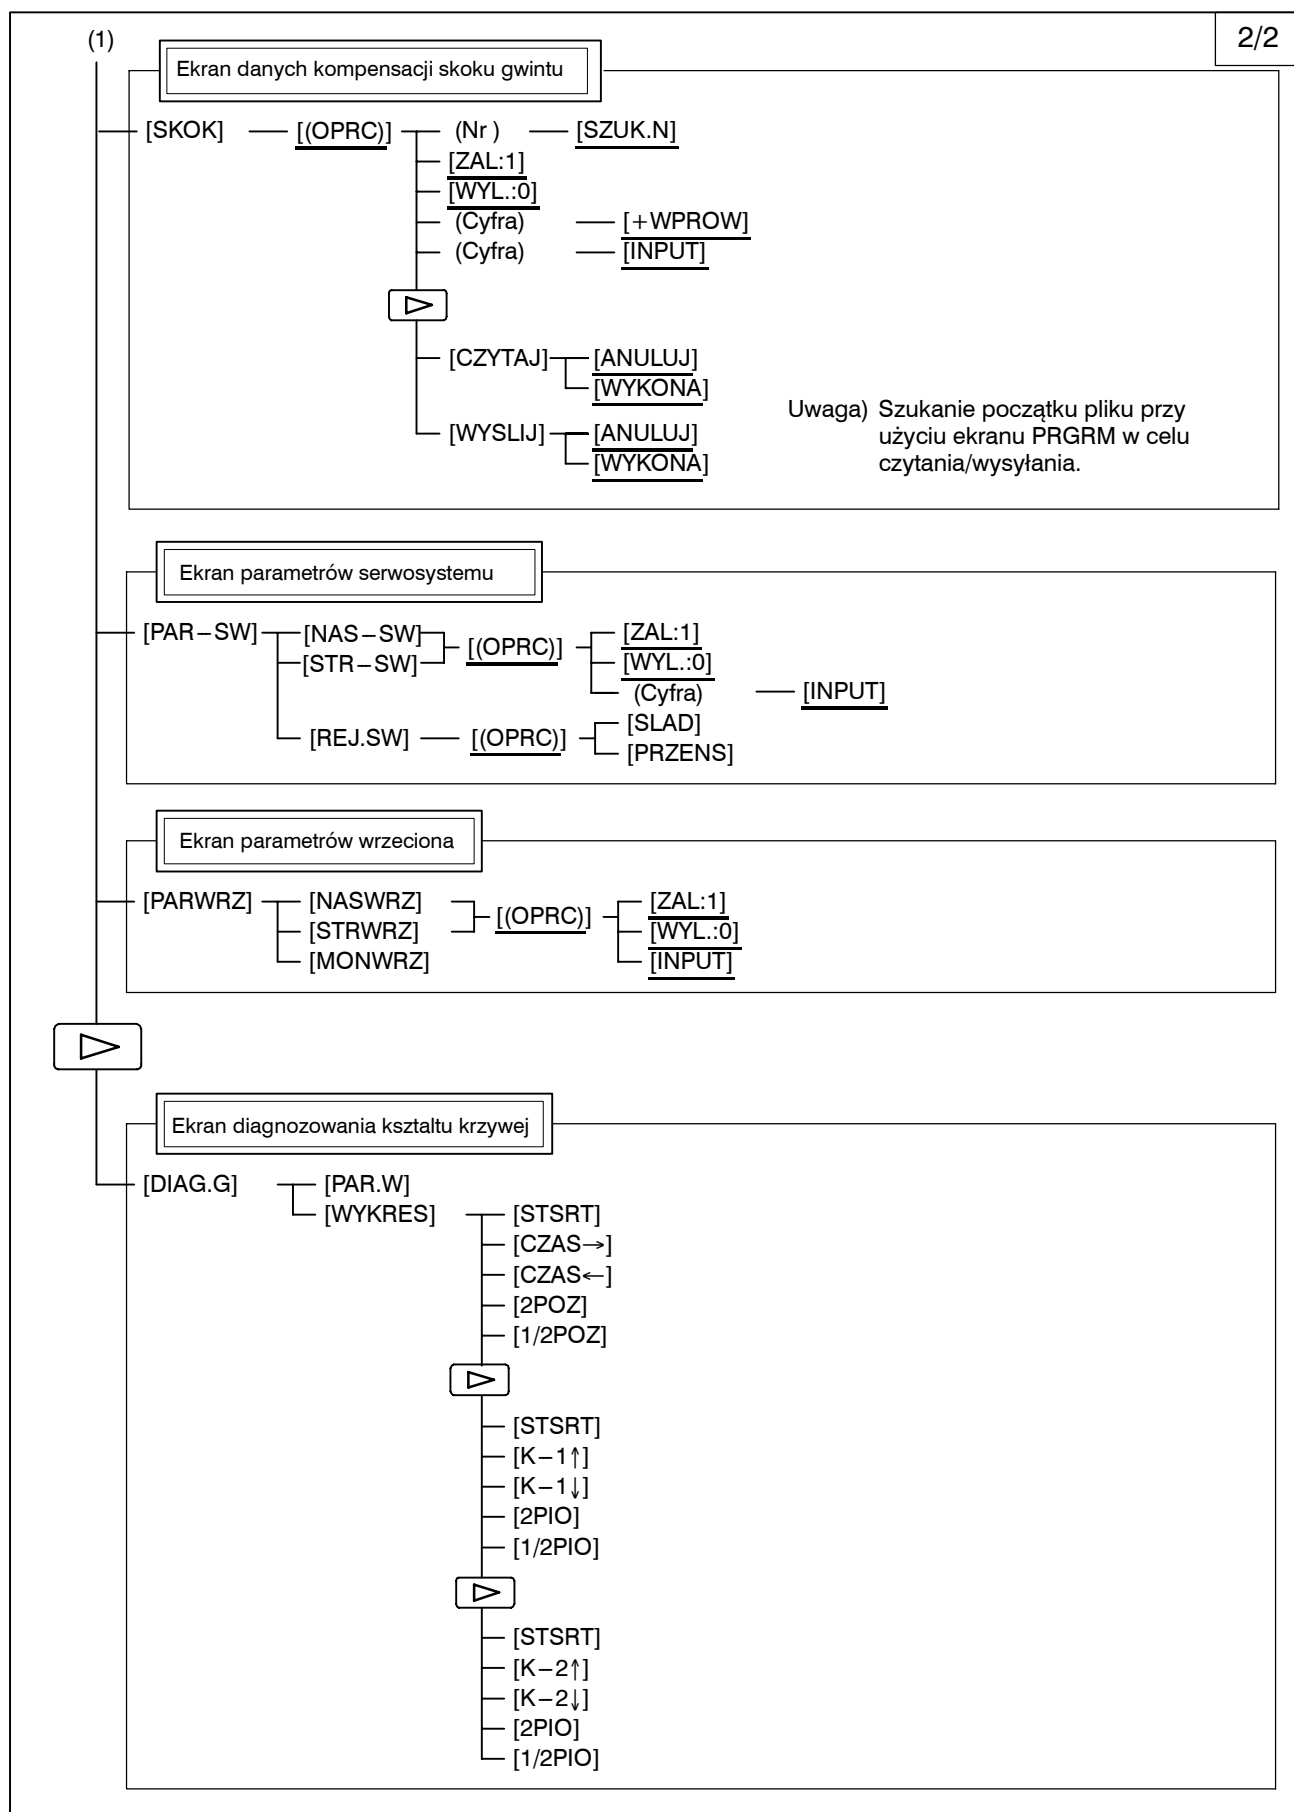 (1)
2/2
Ekran danych kompensacji skoku gwintu
[SKOK] [(OPRC)] (Nr ) [SZUK.N]
[ZAL:1]
[WYL.:0]
(Cyfra) [+WPROW]
(Cyfra) [INPUT]
[CZYTAJ] [ANULUJ]
[WYKONA]
[WYSLIJ] [ANULUJ]
[WYKONA]
Uwaga) Szukanie początku pliku przy
użyciu ekranu PRGRM w celu
czytania/wysyłania.
Ekran parametrów serwosystemu
[PAR–SW] [NAS–SW] [(OPRC)] [ZAL:1]
[STR–SW] [WYL.:0]
(Cyfra) [INPUT]
[REJ.SW] [(OPRC)] [SLAD]
[PRZENS]
Ekran parametrów wrzeciona
[PARWRZ] [NASWRZ] [(OPRC)] [ZAL:1]
[STRWRZ] [WYL.:0]
[MONWRZ] [INPUT]
Ekran diagnozowania ksztaltu krzywej
[DIAG.G] [PAR.W]
[WYKRES] [STSRT]
[CZAS→]
[CZAS←]
[2POZ]
[1/2POZ]
[STSRT]
[K–1↑]
[K–1↓]
[2PIO]
[1/2PIO]
[STSRT]
[K–2↑]
[K–2↓]
[2PIO]
[1/2PIO]